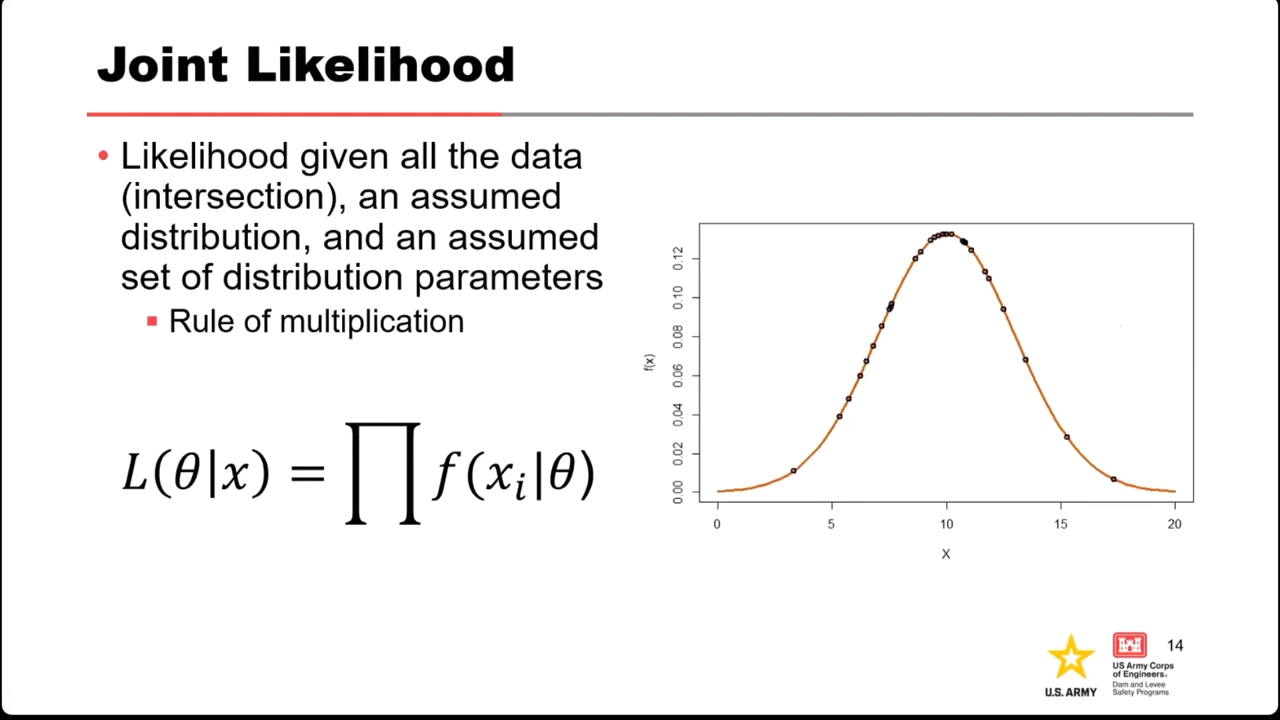 Joint Likelihood
• Likelihood given all the data
(intersection), an assumed
distribution, and an assumed
set of distribution parameters
▪ Rule of multiplication
L(θ|x) = ∏ f(xᵢ|θ)
f(x)
0.00 0.02 0.04 0.06 0.08 0.10 0.12
0 5 10 15 20
X
U.S. ARMY
US Army Corps
of Engineers®
Dam and Levee
Safety Programs
14